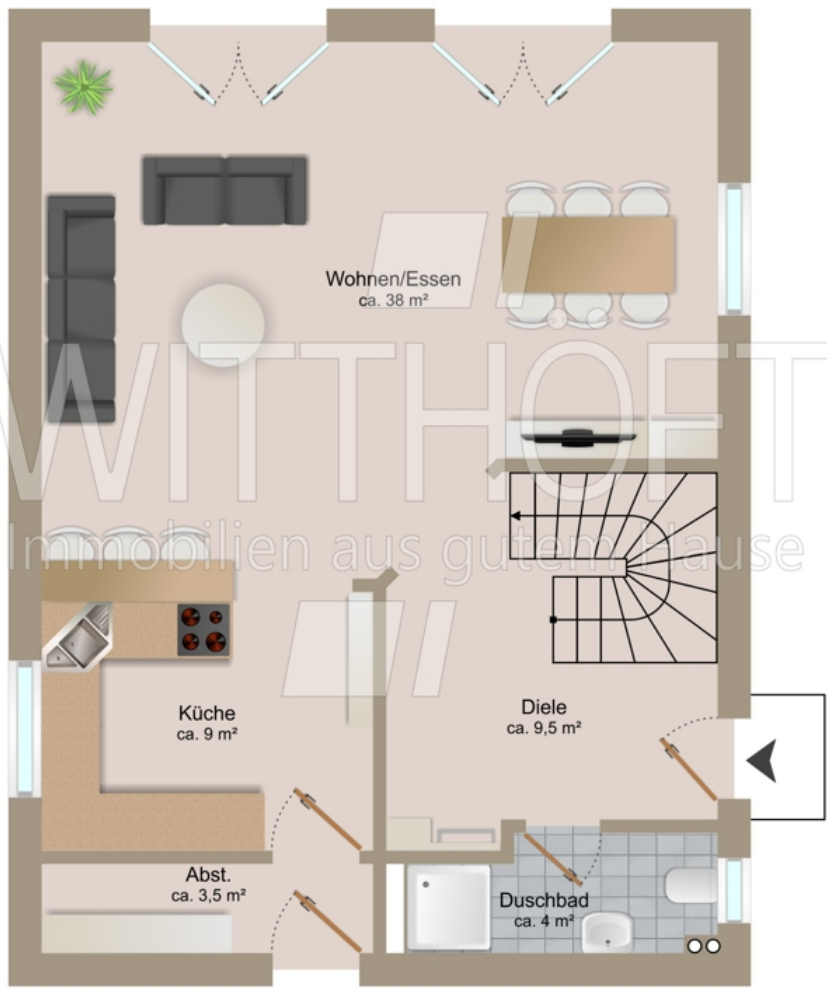 Wohnen/Essen
ca. 38 m²
WITTHÖFT
Immobilien aus gutem Hause
Küche
ca. 9 m²
Diele
ca. 9,5 m²
Abst.
ca. 3,5 m²
Duschbad
ca. 4 m²